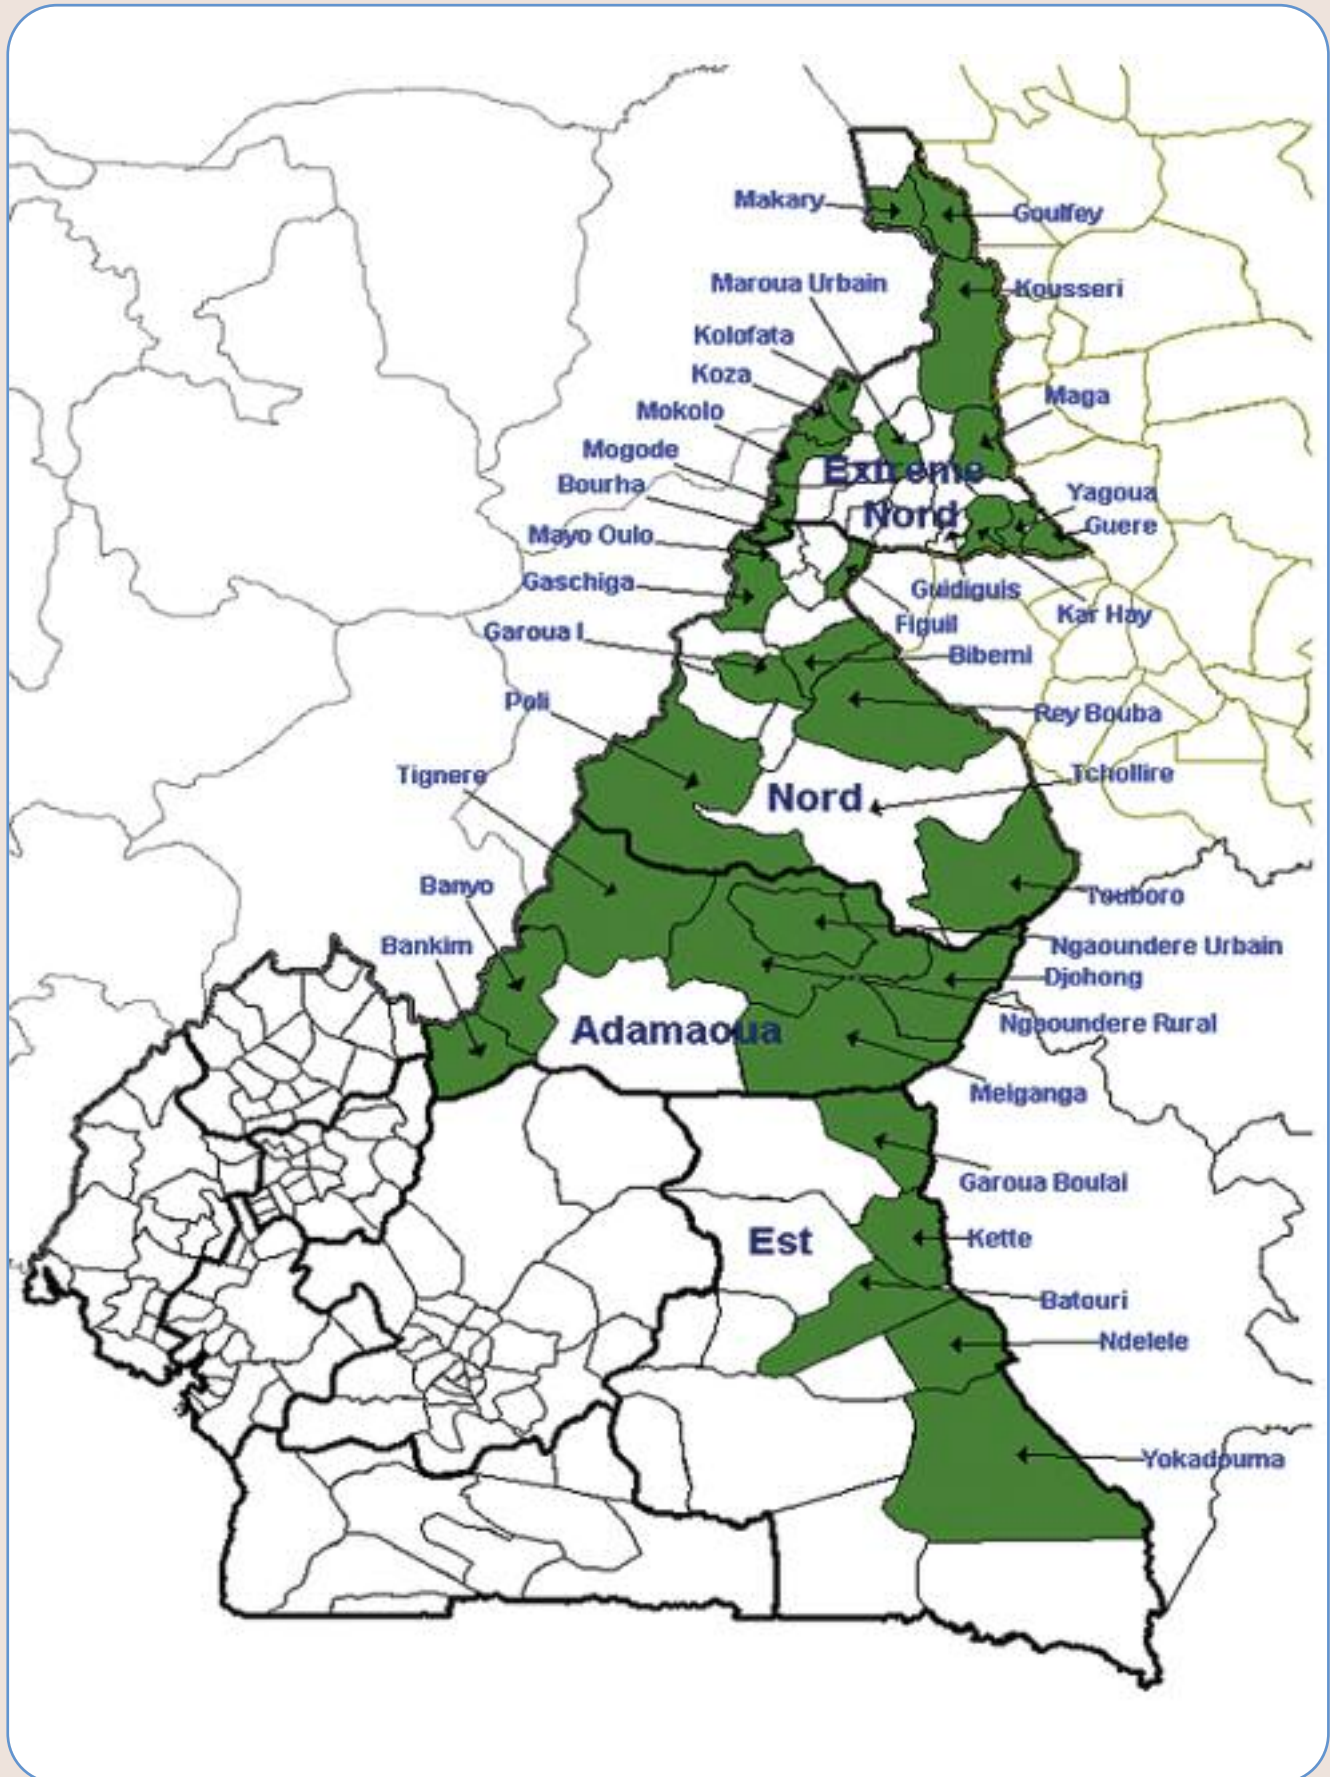 Makary
Goulfey
Maroua Urbain
Kousseri
Kolofata
Koza
Maga
Mokolo
Mogode
Extreme
Nord
Bourha
Yagoua
Guere
Mayo Oulo
Gaschiga
Guidiguis
Kar Hay
Figuil
Garoua I
Bibemi
Poli
Rey Bouba
Tignere
Tchollire
Nord
Banyo
Touboro
Bankim
Ngaoundere Urbain
Djohong
Adamaoua
Ngaoundere Rural
Meiganga
Garoua Boulai
Est
Kette
Batouri
Ndelele
Yokadouma